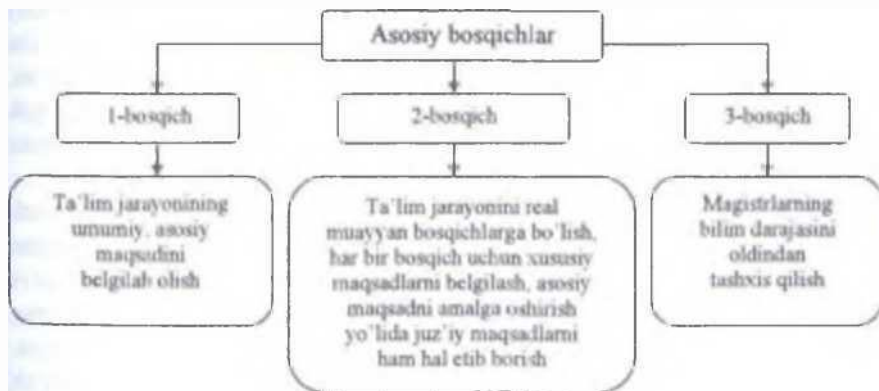 Asosiy bosqichlar
1-bosqich
2-bosqich
3-bosqich
Ta`lim jarayonining
umumiy, asosiy
maqsadini
belgilab olish
Ta`lim jarayonini real
muayyan bosqichlarga bo`lish,
har bir bosqich uchun xususiy
maqsadlarni belgilash, asosiy
maqsadni amalga oshirish
yo`lida juz`iy maqsadlarni
ham hal etib borish
Magistrlarning
bilim darajasini
oldindan
tashxis qilish